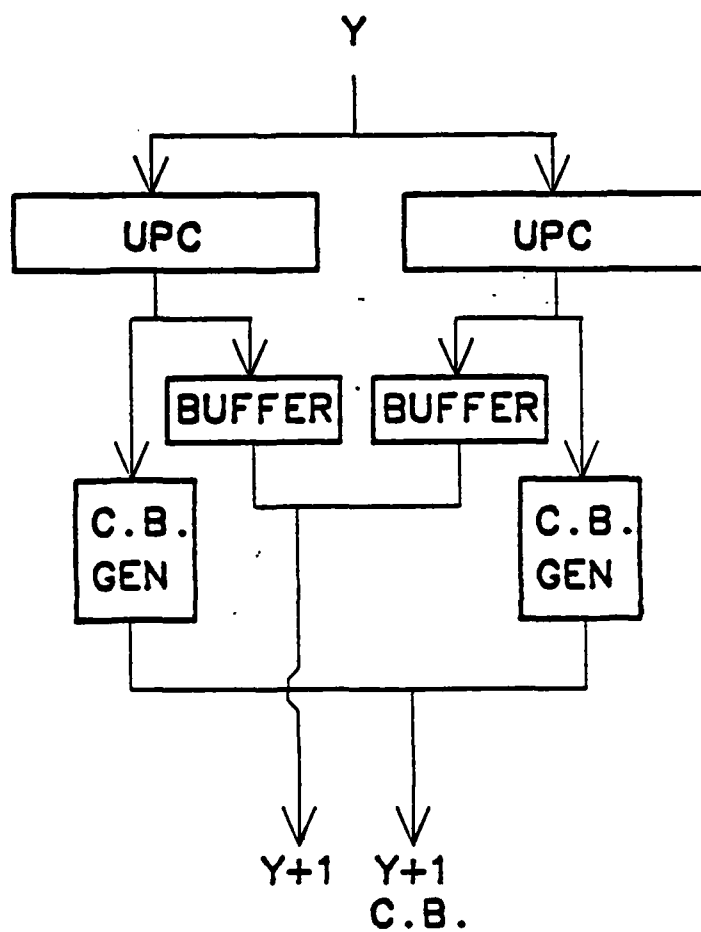 Y
UPC
UPC
BUFFER
BUFFER
C.B.
GEN
C.B.
GEN
Y+1
Y+1
C.B.